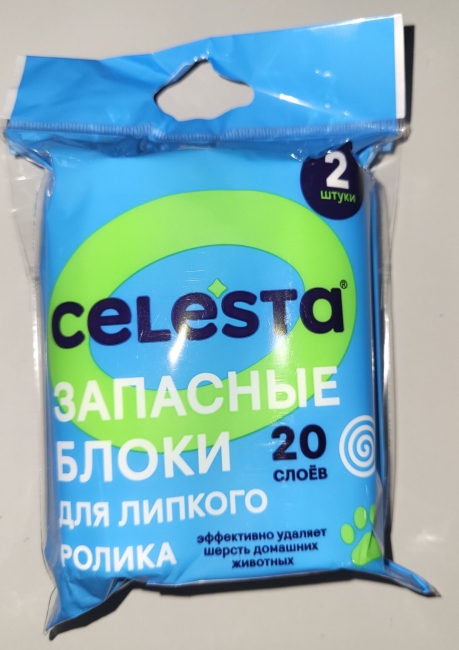 2
штуки
CELESTA®
ЗАПАСНЫЕ
БЛОКИ
20
СЛОЁВ
ДЛЯ ЛИПКОГО
РОЛИКА
эффективно удаляет
шерсть домашних
животных